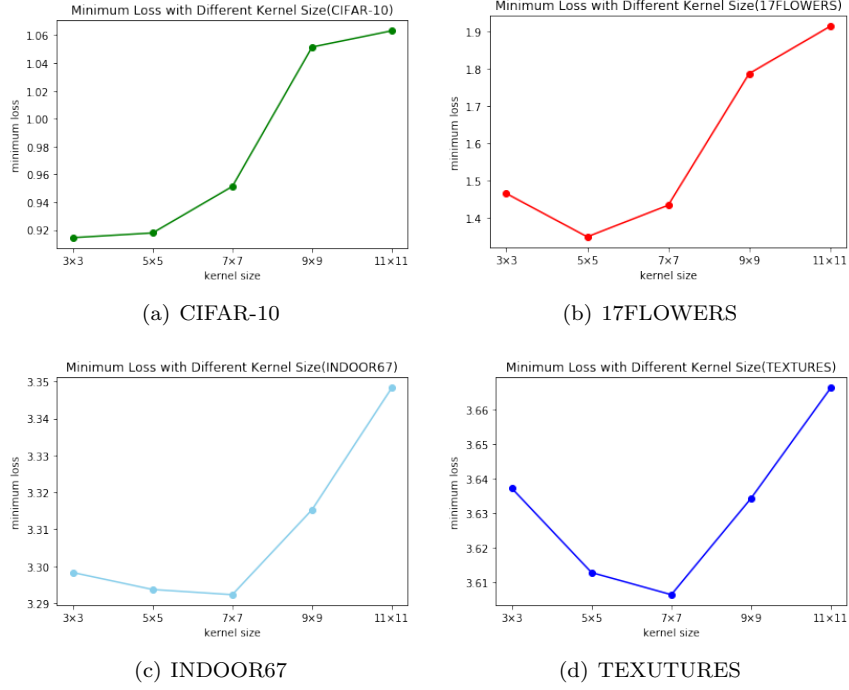 Minimum Loss with Different Kernel Size(CIFAR-10)
1.06
1.04
1.02
1.00
0.98
0.96
0.94
0.92
minimum loss
3×3 5×5 7×7 9×9 11×11
kernel size
(a) CIFAR-10
Minimum Loss with Different Kernel Size(17FLOWERS)
1.9
1.8
1.7
1.6
1.5
1.4
minimum loss
3×3 5×5 7×7 9×9 11×11
kernel size
(b) 17FLOWERS
Minimum Loss with Different Kernel Size(INDOOR67)
3.35
3.34
3.33
3.32
3.31
3.30
3.29
minimum loss
3×3 5×5 7×7 9×9 11×11
kernel size
(c) INDOOR67
Minimum Loss with Different Kernel Size(TEXTURES)
3.66
3.65
3.64
3.63
3.62
3.61
minimum loss
3×3 5×5 7×7 9×9 11×11
kernel size
(d) TEXUTURES